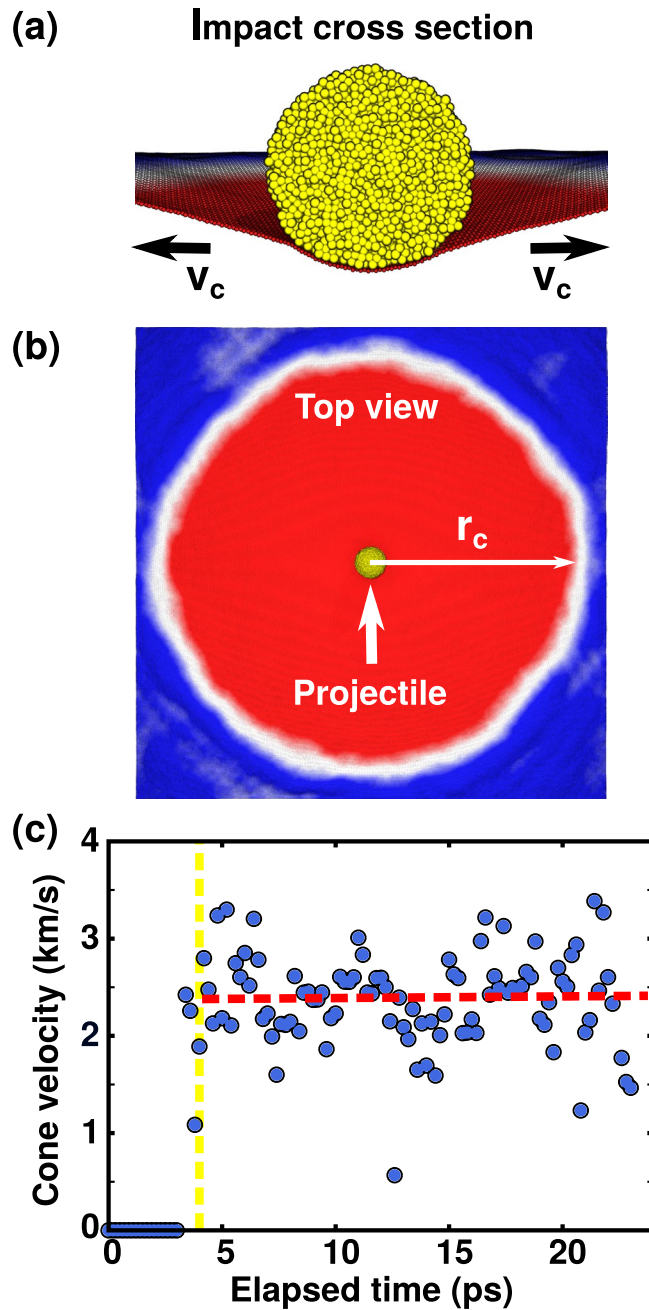 (a) Impact cross section
v_c v_c
(b)
Top view
r_c
Projectile
(c)
4
3
2
1
0
Cone velocity (km/s)
0 5 10 15 20
Elapsed time (ps)